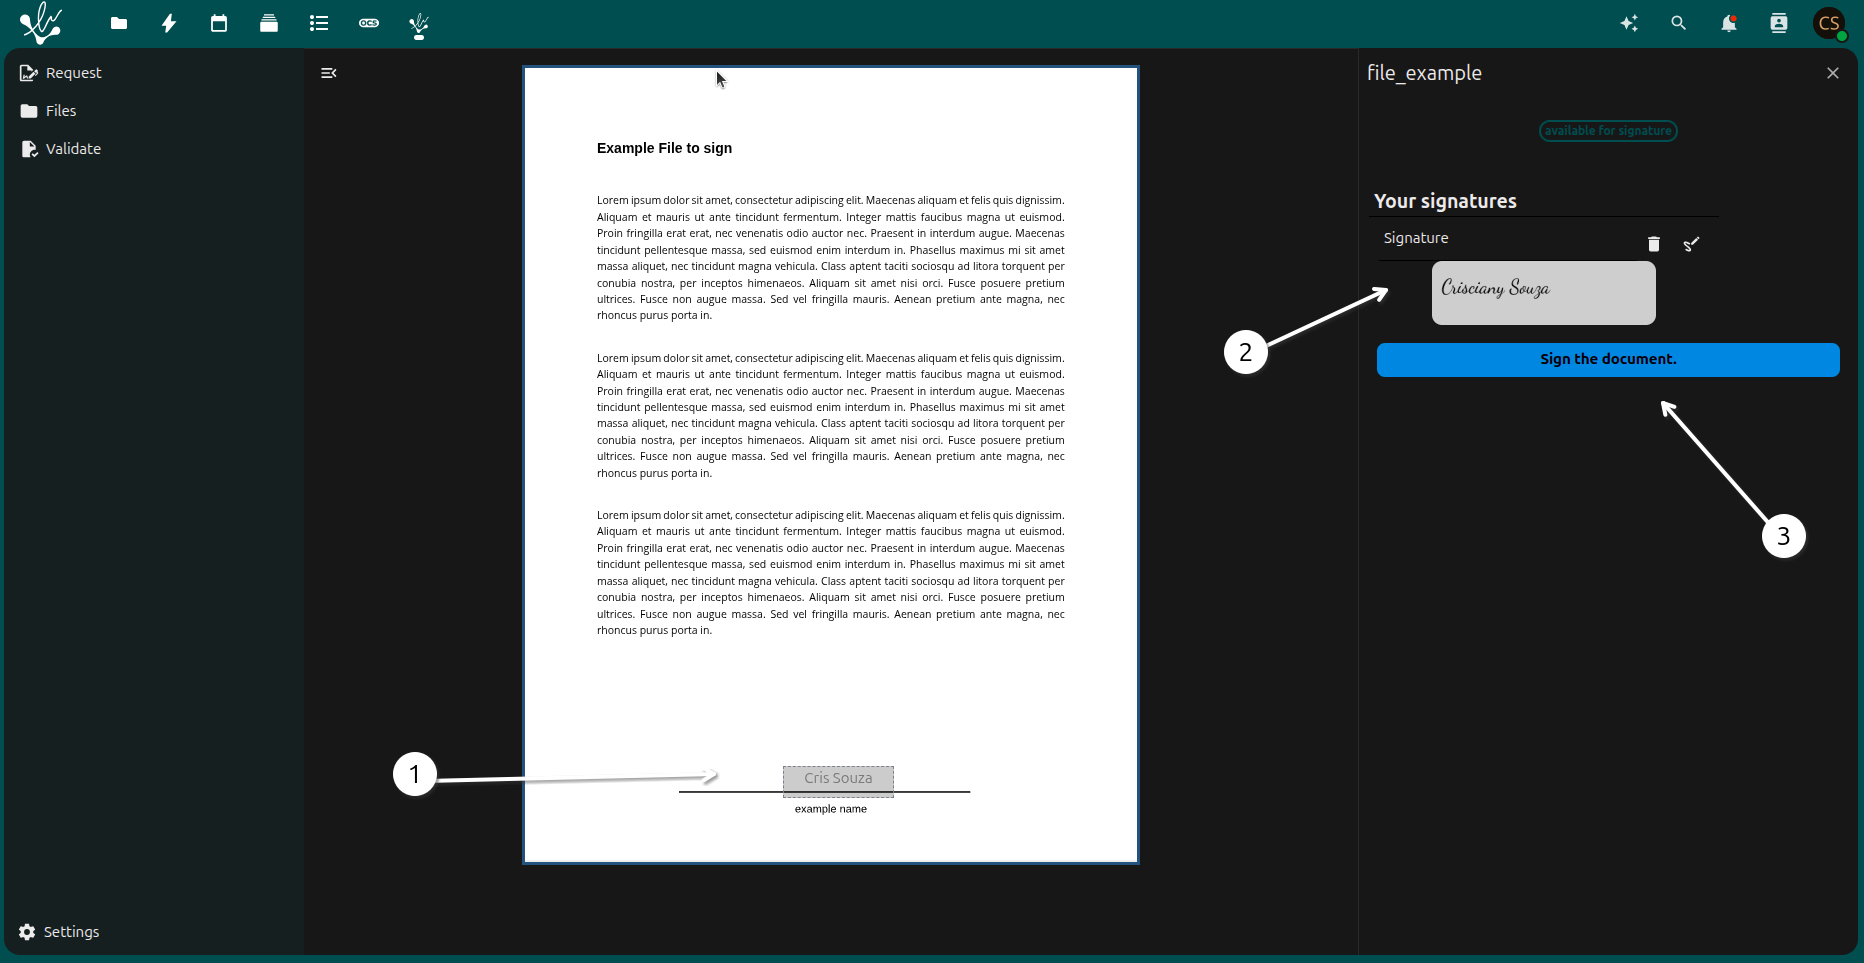 OCS
CS
Request
Files
Validate
Settings
Example File to sign
Lorem ipsum dolor sit amet, consectetur adipiscing elit. Maecenas aliquam et felis quis dignissim.
Aliquam et mauris ut ante tincidunt fermentum. Integer mattis faucibus magna ut euismod.
Proin fringilla erat erat, nec venenatis odio auctor nec. Praesent in interdum augue. Maecenas
tincidunt pellentesque massa, sed euismod enim interdum in. Phasellus maximus mi sit amet
massa aliquet, nec tincidunt magna vehicula. Class aptent taciti sociosqu ad litora torquent per
conubia nostra, per inceptos himenaeos. Aliquam sit amet nisi orci. Fusce posuere pretium
ultrices. Fusce non augue massa. Sed vel fringilla mauris. Aenean pretium ante magna, nec
rhoncus purus porta in.
Lorem ipsum dolor sit amet, consectetur adipiscing elit. Maecenas aliquam et felis quis dignissim.
Aliquam et mauris ut ante tincidunt fermentum. Integer mattis faucibus magna ut euismod.
Proin fringilla erat erat, nec venenatis odio auctor nec. Praesent in interdum augue. Maecenas
tincidunt pellentesque massa, sed euismod enim interdum in. Phasellus maximus mi sit amet
massa aliquet, nec tincidunt magna vehicula. Class aptent taciti sociosqu ad litora torquent per
conubia nostra, per inceptos himenaeos. Aliquam sit amet nisi orci. Fusce posuere pretium
ultrices. Fusce non augue massa. Sed vel fringilla mauris. Aenean pretium ante magna, nec
rhoncus purus porta in.
Lorem ipsum dolor sit amet, consectetur adipiscing elit. Maecenas aliquam et felis quis dignissim.
Aliquam et mauris ut ante tincidunt fermentum. Integer mattis faucibus magna ut euismod.
Proin fringilla erat erat, nec venenatis odio auctor nec. Praesent in interdum augue. Maecenas
tincidunt pellentesque massa, sed euismod enim interdum in. Phasellus maximus mi sit amet
massa aliquet, nec tincidunt magna vehicula. Class aptent taciti sociosqu ad litora torquent per
conubia nostra, per inceptos himenaeos. Aliquam sit amet nisi orci. Fusce posuere pretium
ultrices. Fusce non augue massa. Sed vel fringilla mauris. Aenean pretium ante magna, nec
rhoncus purus porta in.
1
Cris Souza
example name
file_example
available for signature
Your signatures
Signature
Crisciany Souza
2
Sign the document.
3